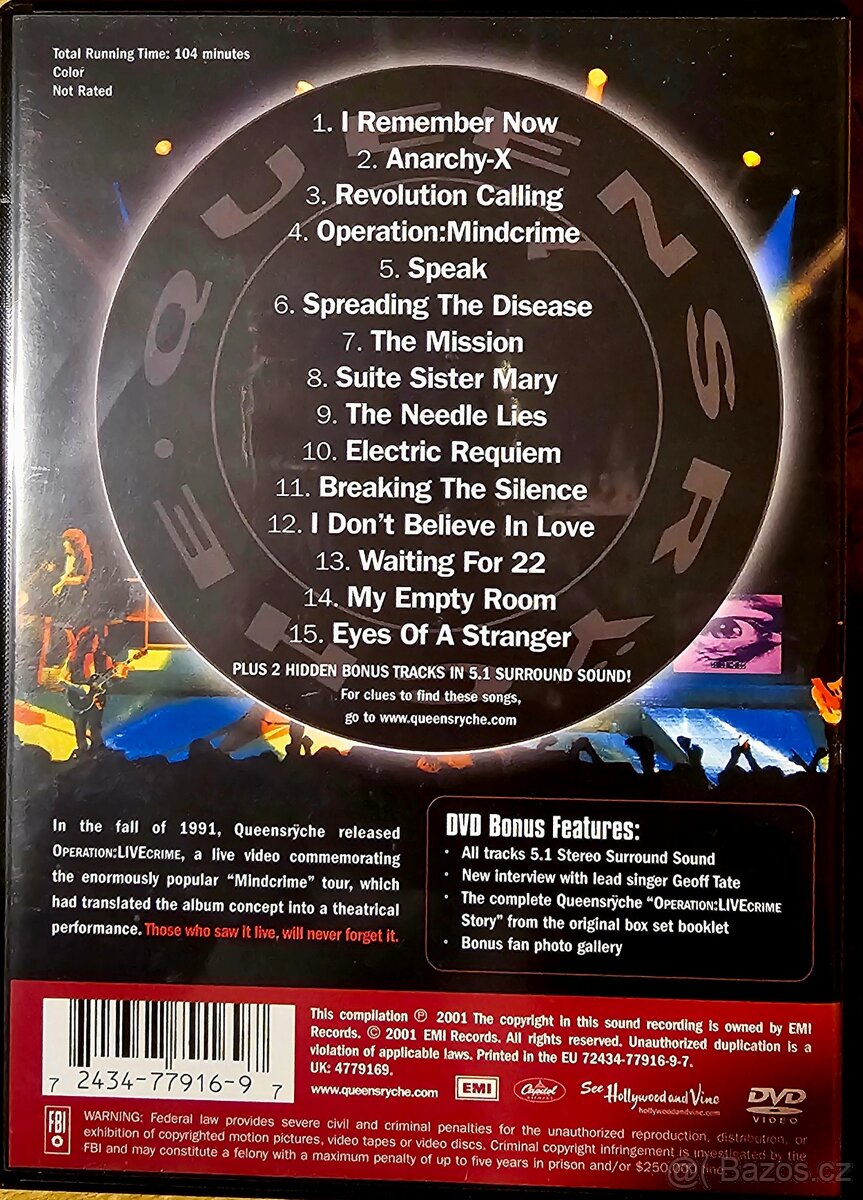 Total Running Time: 104 minutes
Color
Not Rated
QUEENSRŸCHE
1. I Remember Now
2. Anarchy-X
3. Revolution Calling
4. Operation:Mindcrime
5. Speak
6. Spreading The Disease
7. The Mission
8. Suite Sister Mary
9. The Needle Lies
10. Electric Requiem
11. Breaking The Silence
12. I Don't Believe In Love
13. Waiting For 22
14. My Empty Room
15. Eyes Of A Stranger
PLUS 2 HIDDEN BONUS TRACKS IN 5.1 SURROUND SOUND!
For clues to find these songs,
go to www.queensryche.com
In the fall of 1991, Queensrÿche released
OPERATION:LIVECRIME, a live video commemorating
the enormously popular “Mindcrime” tour, which
had translated the album concept into a theatrical
performance. Those who saw it live, will never forget it.
DVD Bonus Features:
· All tracks 5.1 Stereo Surround Sound
· New interview with lead singer Geoff Tate
· The complete Queensrÿche “OPERATION:LIVECRIME
Story” from the original box set booklet
· Bonus fan photo gallery
7 2434-77916-9 7
This compilation ℗ 2001 The copyright in this sound recording is owned by EMI
Records. © 2001 EMI Records. All rights reserved. Unauthorized duplication is a
violation of applicable laws. Printed in the EU 72434-77916-9-7.
UK: 4779169.
www.queensryche.com
EMI
Capitol
See Hollywood and Vine
hollywoodandvine.com
DVD
VIDEO
FBI
WARNING: Federal law provides severe civil and criminal penalties for the unauthorized reproduction, distribution, or
exhibition of copyrighted motion pictures, video tapes or video discs. Criminal copyright infringement is investigated by the
FBI and may constitute a felony with a maximum penalty of up to five years in prison and/or $250,000 fine.
Bazos.cz